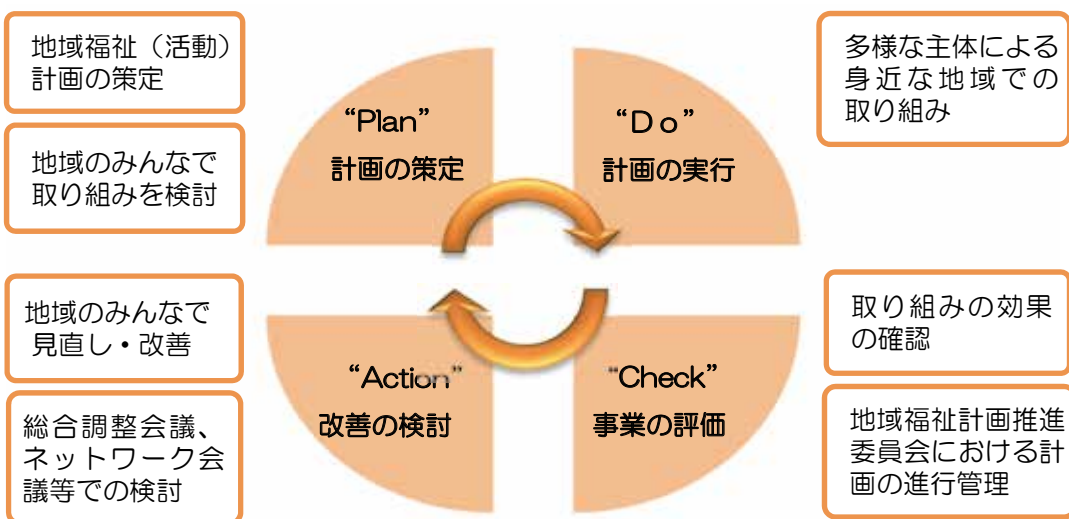 地域福祉（活動）
計画の策定
地域のみんなで
取り組みを検討
“Plan”
計画の策定
“Ｄｏ”
計画の実行
多様な主体による
身近な地域での
取り組み
地域のみんなで
見直し・改善
総合調整会議、
ネットワーク会
議等での検討
“Action”
改善の検討
“Check”
事業の評価
取り組みの効果
の確認
地域福祉計画推進
委員会における計
画の進行管理